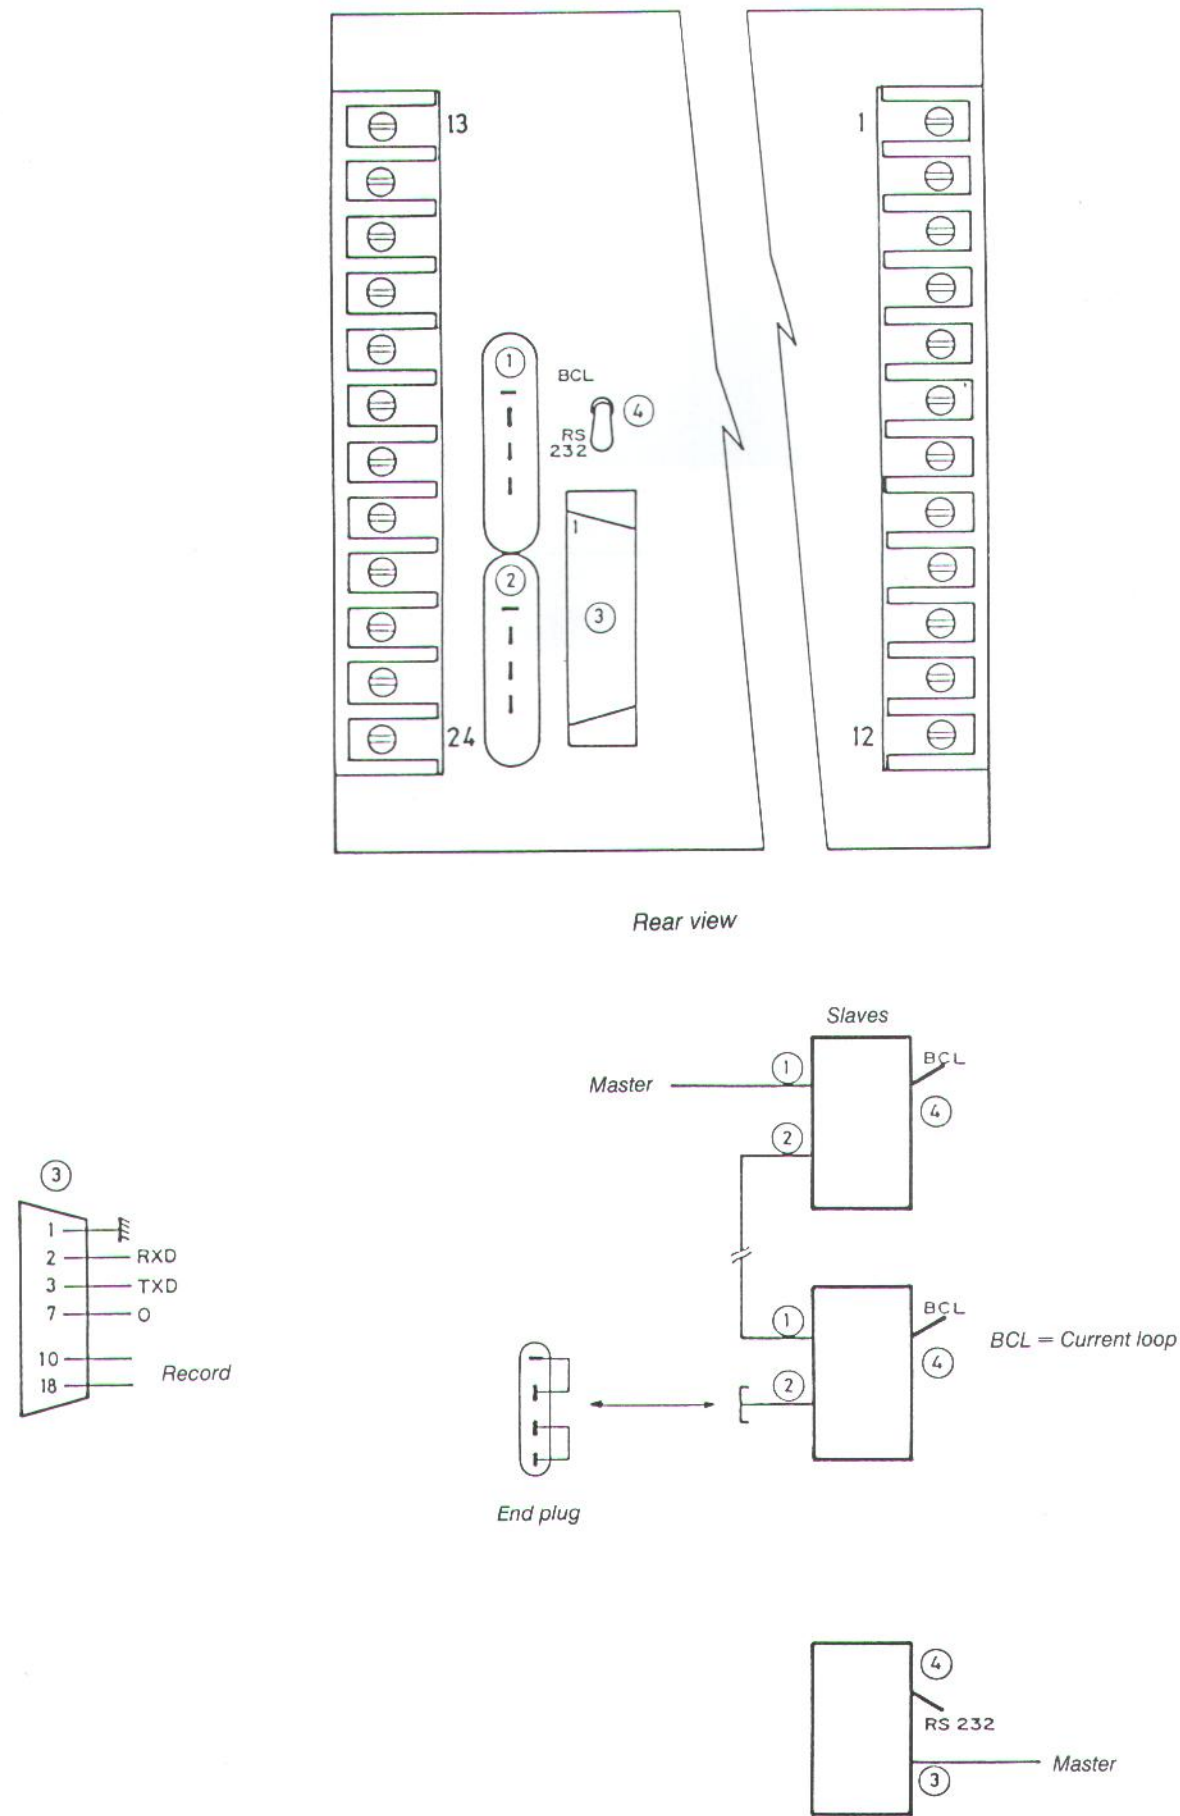 13
1
1
BCL
4
RS
232
1
2
3
24
12
Rear view
Slaves
1
BCL
Master
4
2
3
1
2 RXD
3 TXD
7 O
10
18
Record
1
BCL
BCL = Current loop
4
2
End plug
4
RS 232
Master
3